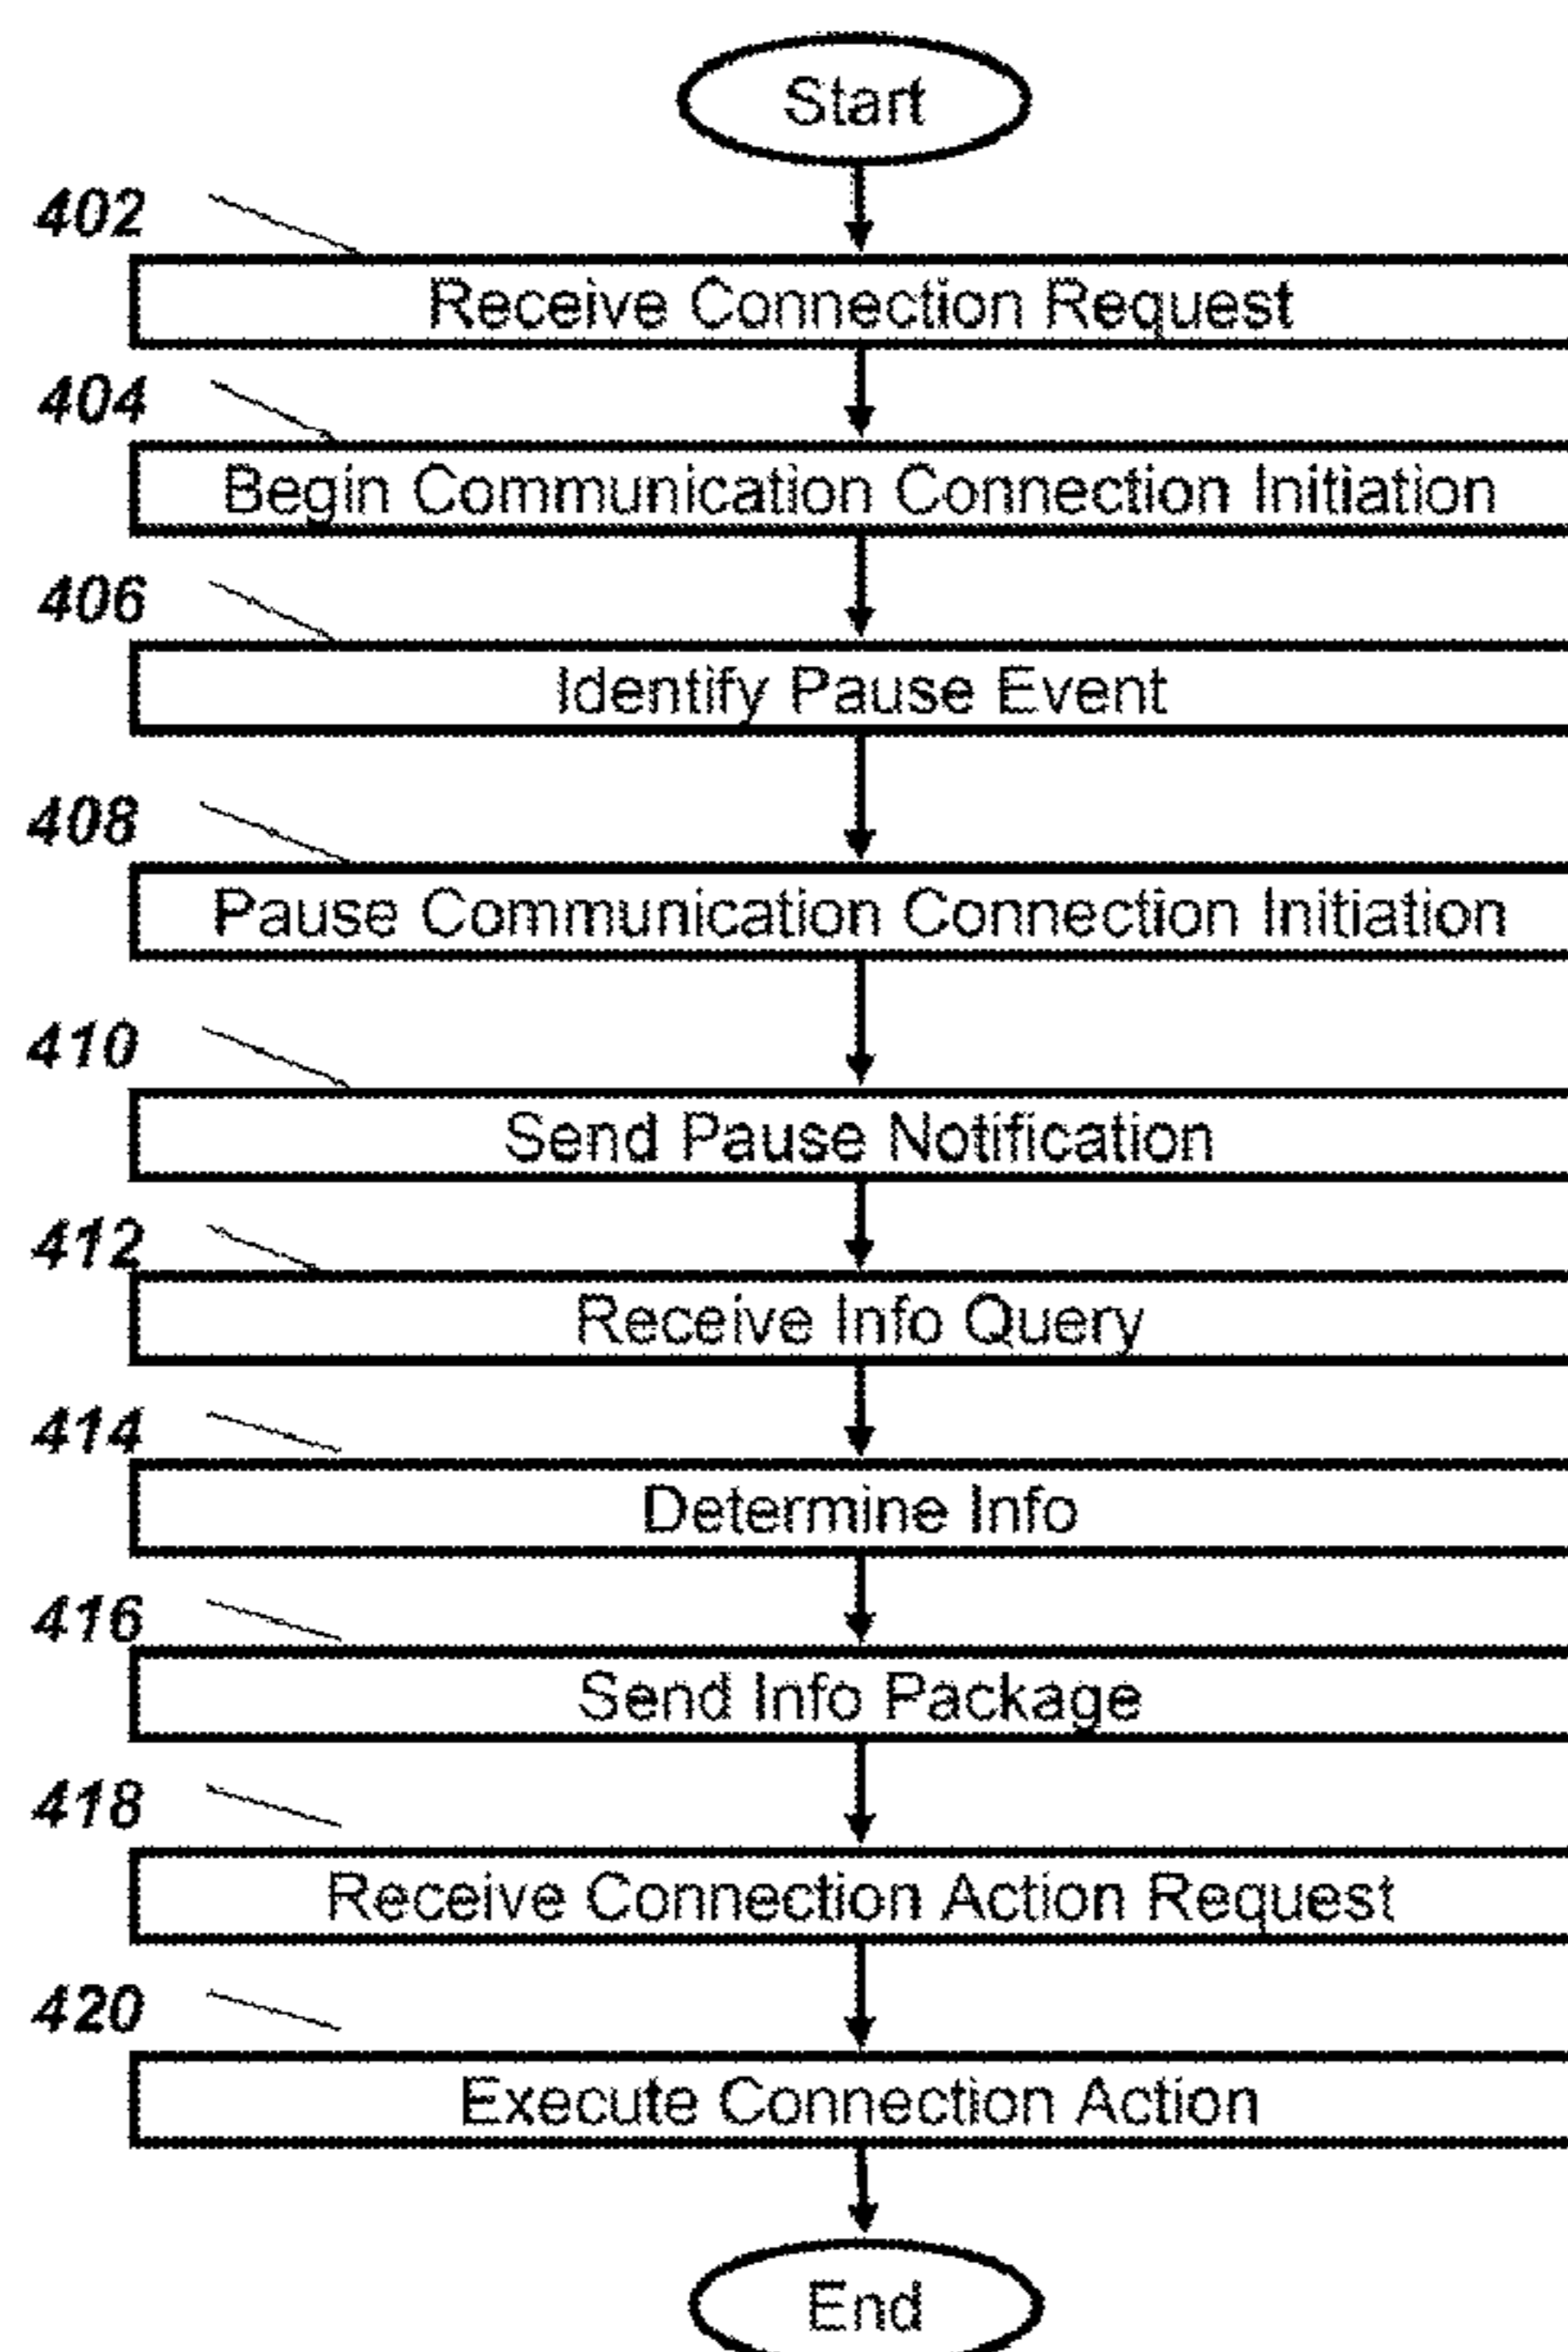 Start
402
Receive Connection Request
404
Begin Communication Connection Initiation
406
Identify Pause Event
408
Pause Communication Connection Initiation
410
Send Pause Notification
412
Receive Info Query
414
Determine Info
416
Send Info Package
418
Receive Connection Action Request
420
Execute Connection Action
End